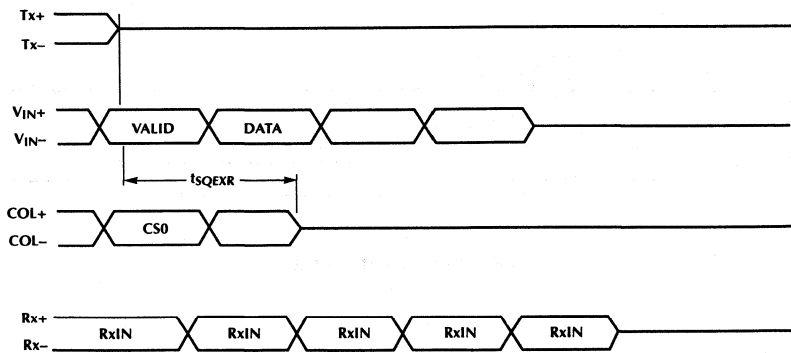 Tx+
Tx–
VIN+
VIN–
VALID
DATA
tSQEXR
COL+
COL–
CS0
Rx+
Rx–
RxIN
RxIN
RxIN
RxIN
RxIN